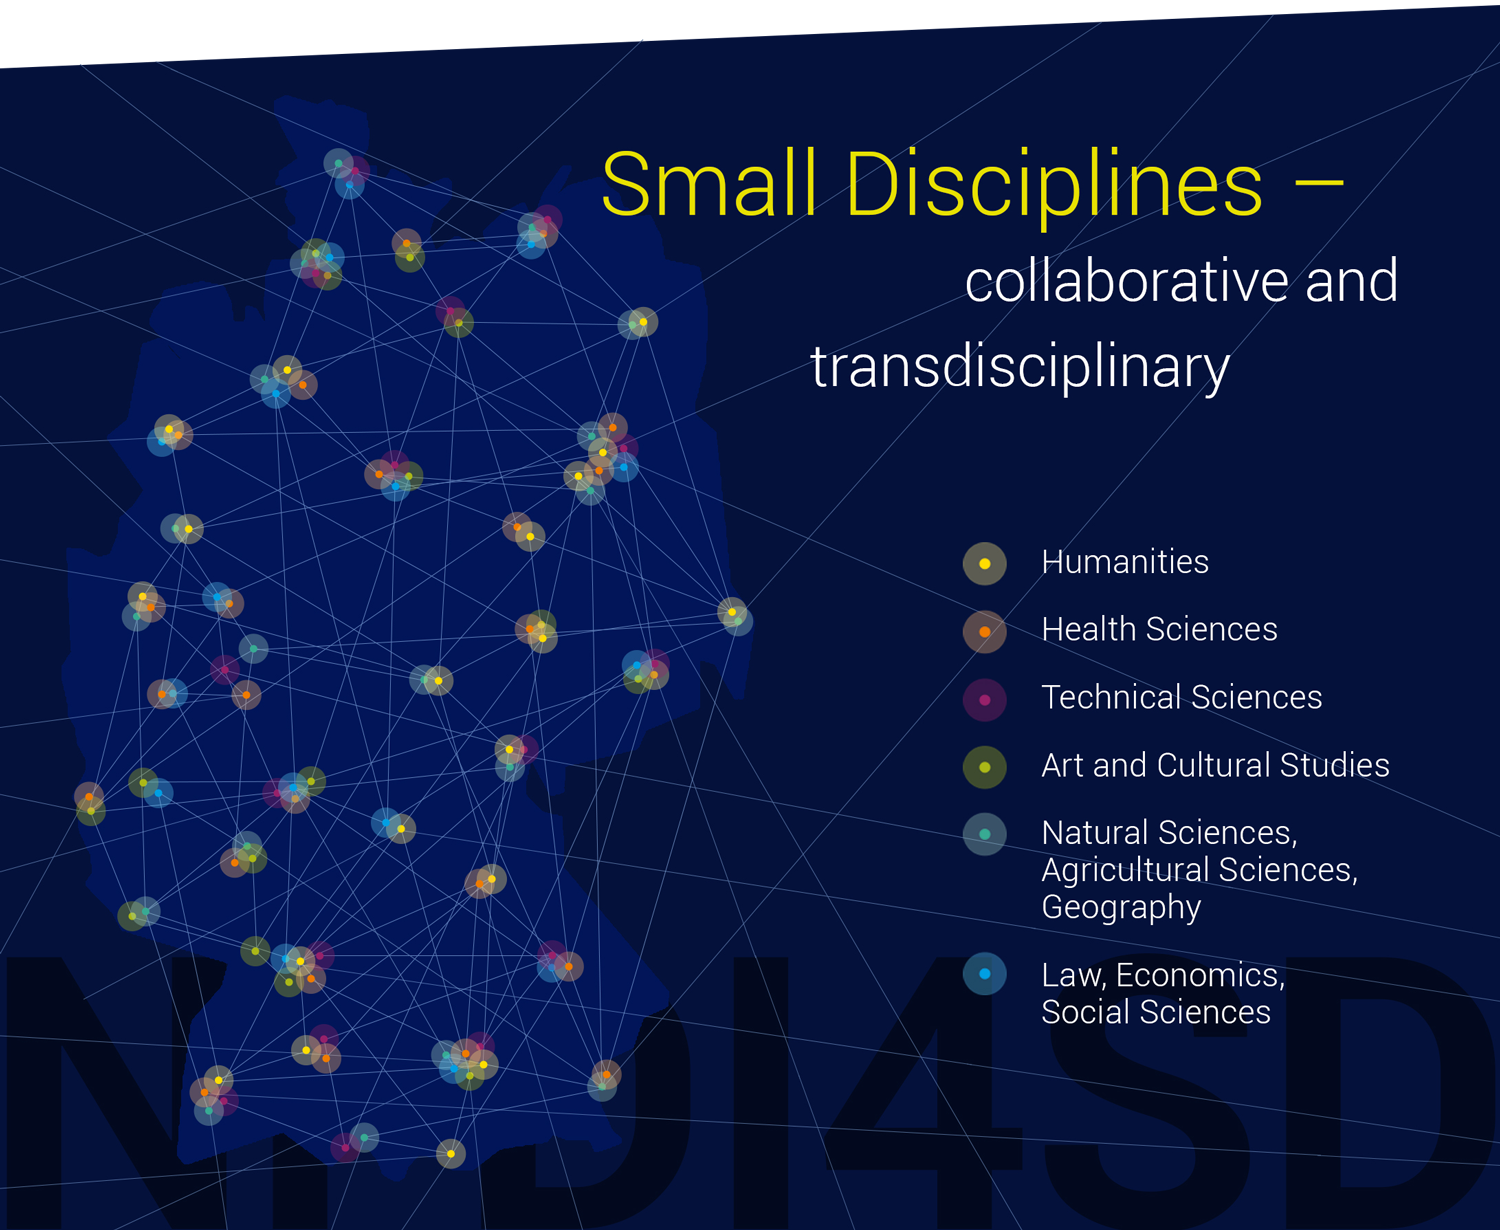 Small Disciplines –
collaborative and
transdisciplinary
Humanities
Health Sciences
Technical Sciences
Art and Cultural Studies
Natural Sciences,
Agricultural Sciences,
Geography
Law, Economics,
Social Sciences
DI4SD